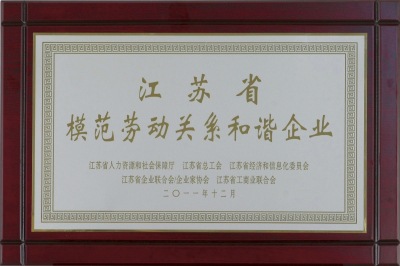 江苏省
模范劳动关系和谐企业
江苏省人力资源和社会保障厅 江苏省总工会 江苏省经济和信息化委员会
江苏省企业联合会/企业家协会 江苏省工商业联合会
二〇一一年十二月